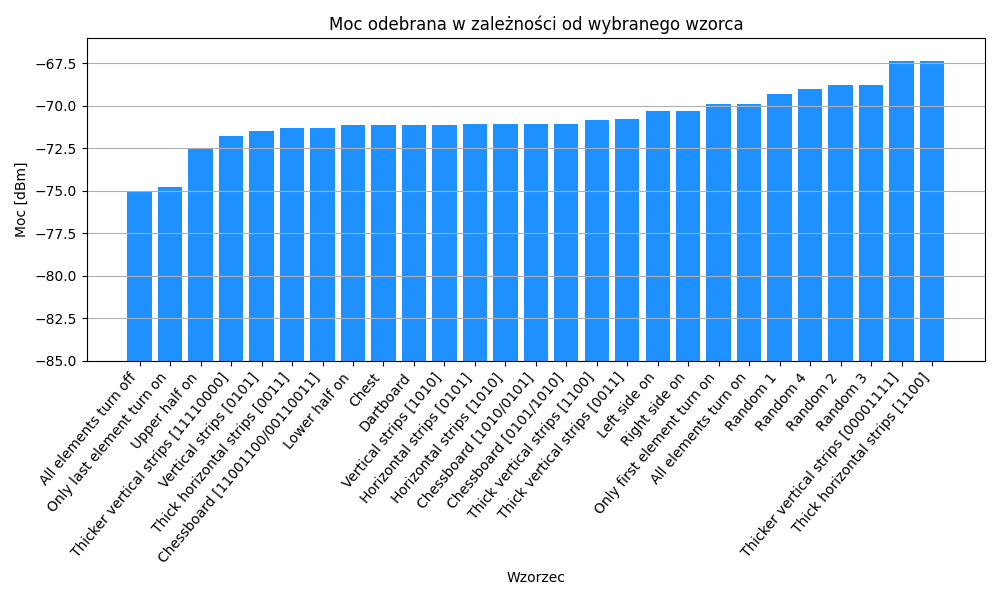 Moc odebrana w zależności od wybranego wzorca
Moc [dBm]
−67.5
−70.0
−72.5
−75.0
−77.5
−80.0
−82.5
−85.0
All elements turn off
Only last element turn on
Upper half on
Thicker vertical strips [11110000]
Vertical strips [0101]
Thick horizontal strips [0011]
Chessboard [11001100/00110011]
Lower half on
Chest
Dartboard
Vertical strips [1010]
Horizontal strips [0101]
Horizontal strips [1010]
Chessboard [1010/0101]
Chessboard [0101/1010]
Thick vertical strips [1100]
Thick vertical strips [0011]
Left side on
Right side on
Only first element turn on
All elements turn on
Random 1
Random 4
Random 2
Random 3
Thicker vertical strips [00001111]
Thick horizontal strips [1100]
Wzorzec